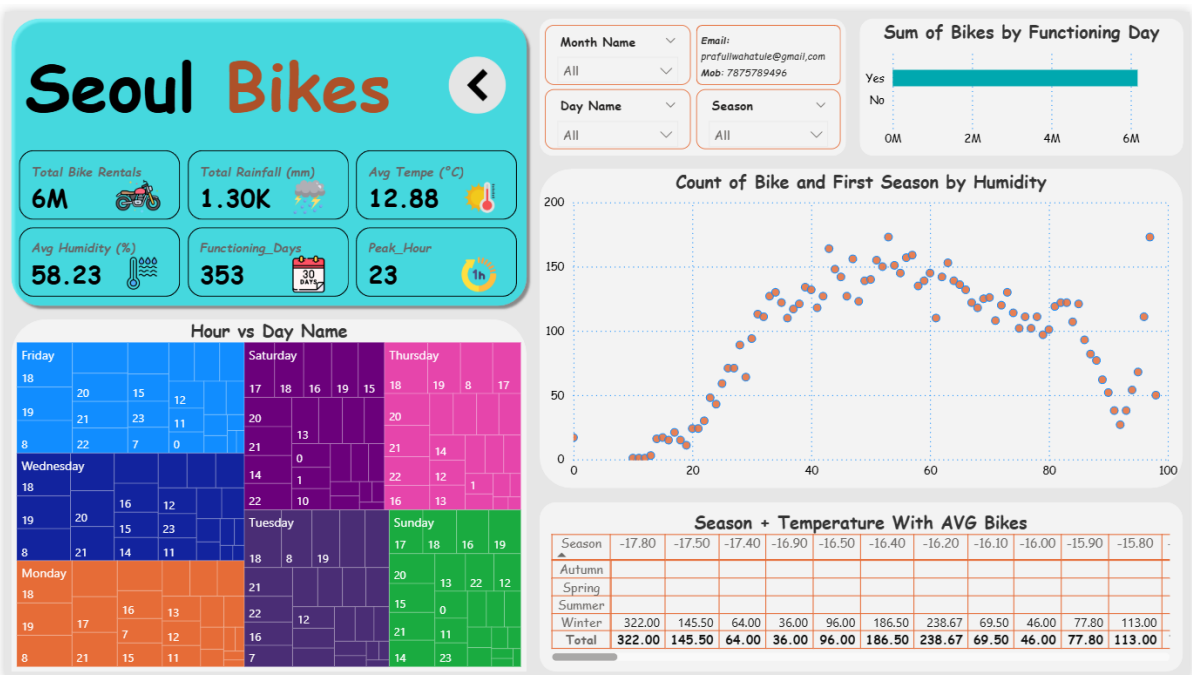 Seoul Bikes
Total Bike Rentals
6M
Total Rainfall (mm)
1.30K
Avg Tempe (°C)
12.88
Avg Humidity (%)
58.23
Functioning_Days
353
30
DAYS
Peak_Hour
23
1h
Month Name
All
Email:
prafullwahatule@gmail,com
Mob: 7875789496
Day Name
All
Season
All
Sum of Bikes by Functioning Day
Yes
No
0M 2M 4M 6M
Count of Bike and First Season by Humidity
200
150
100
50
0
0 20 40 60 80 100
Hour vs Day Name
Friday
18
19
8
20
21
22
15
23
7
12
11
0
Wednesday
18
19
8
20
21
16
15
14
12
23
11
Monday
18
19
8
17
21
16
7
15
13
12
11
Saturday
17 18 16 19 15
20
21
14
22
13
0
1
10
Tuesday
18 8 19
21
22
16
7
12
Thursday
18 19 8 17
20
21
22
16
14
12
13
1
Sunday
17 18 16 19
20
15
21
14
13 22 12
0
11
23
Season + Temperature With AVG Bikes
Season -17.80 -17.50 -17.40 -16.90 -16.50 -16.40 -16.20 -16.10 -16.00 -15.90 -15.80
Autumn
Spring
Summer
Winter 322.00 145.50 64.00 36.00 96.00 186.50 238.67 69.50 46.00 77.80 113.00
Total 322.00 145.50 64.00 36.00 96.00 186.50 238.67 69.50 46.00 77.80 113.00